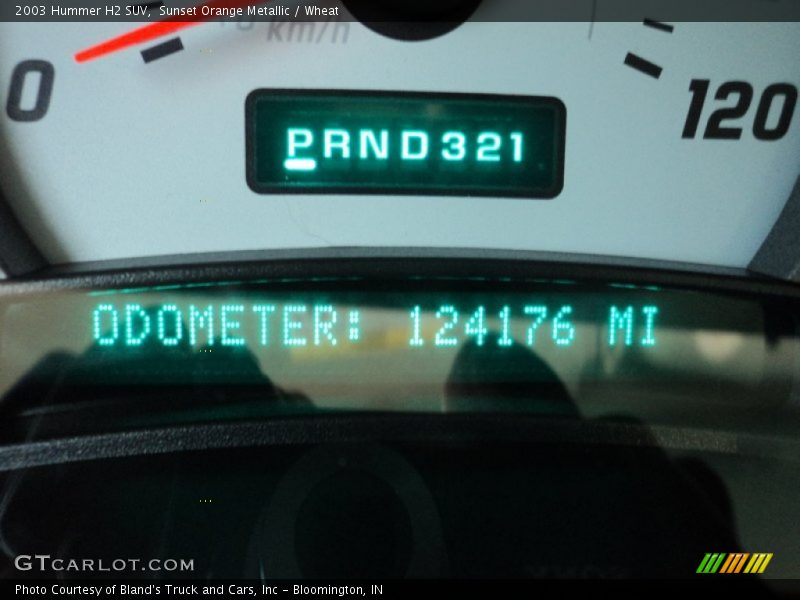 2003 Hummer H2 SUV,  Sunset Orange Metallic / Wheat
km/h
0
120
PRND321
ODOMETER: 124176 MI
GTCARLOT.COM
Photo Courtesy of Bland's Truck and Cars, Inc - Bloomington, IN